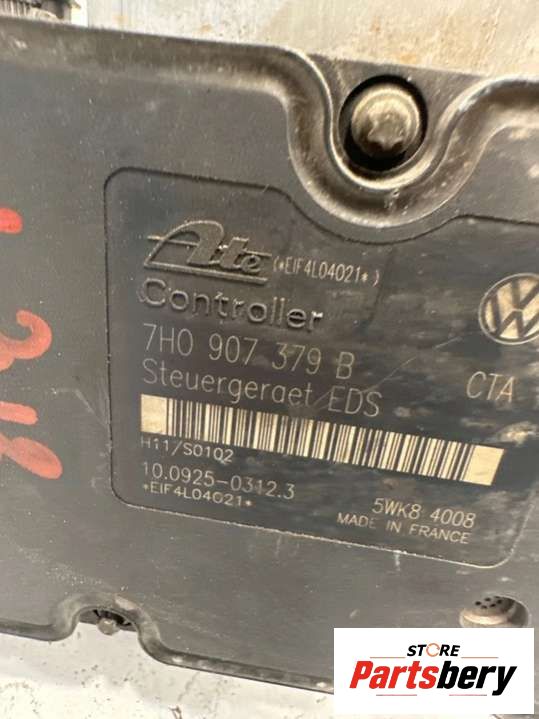 Ate (*EIF4L04021*)
Controller
7H0 907 379 B
Steuergeraet EDS
CTA
H11/S0102
10.0925-0312.3
*EIF4L04021*
5WK8 4008
MADE IN FRANCE
STORE
Partsbery